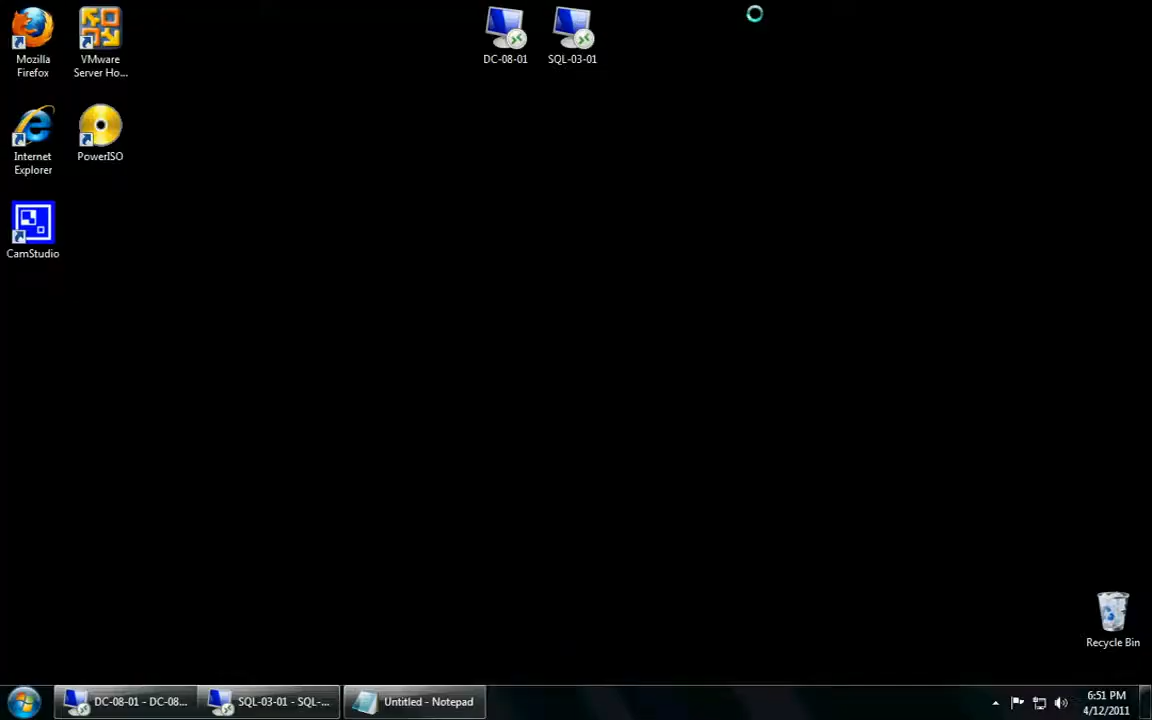 Mozilla
Firefox
VMware
Server Ho...
DC-08-01
SQL-03-01
Internet
Explorer
PowerISO
CamStudio
Recycle Bin
DC-08-01 - DC-08...
SQL-03-01 - SQL-...
Untitled - Notepad
6:51 PM
4/12/2011